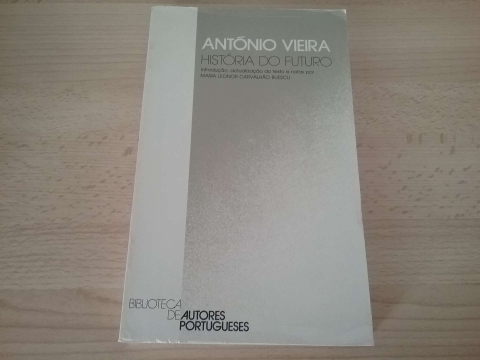 ANTÓNIO VIEIRA
HISTÓRIA DO FUTURO
introdução, actualização do texto e notas por
MARIA LEONOR CARVALHÃO BUESCU
BIBLIOTECA
DE AUTORES
PORTUGUESES